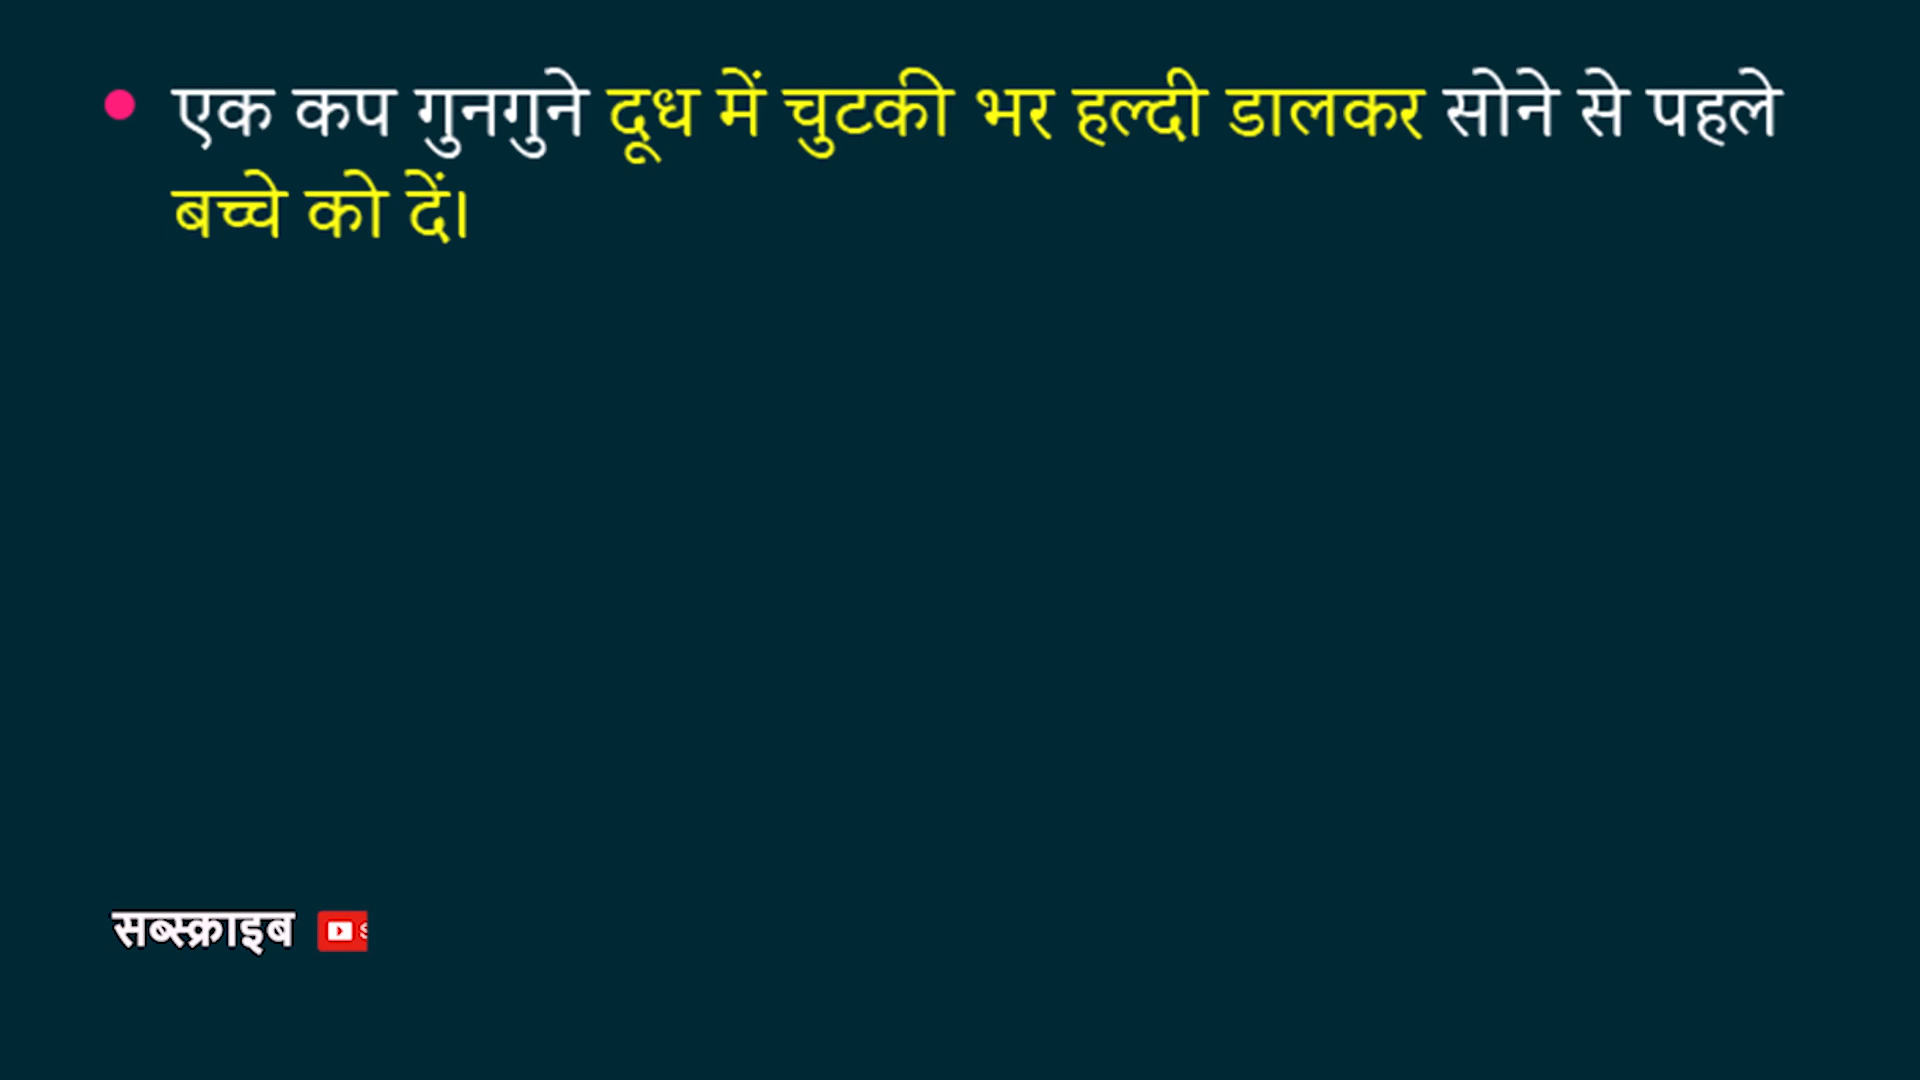 एक कप गुनगुने दूध में चुटकी भर हल्दी डालकर सोने से पहले
बच्चे को दें।
सब्स्क्राइब